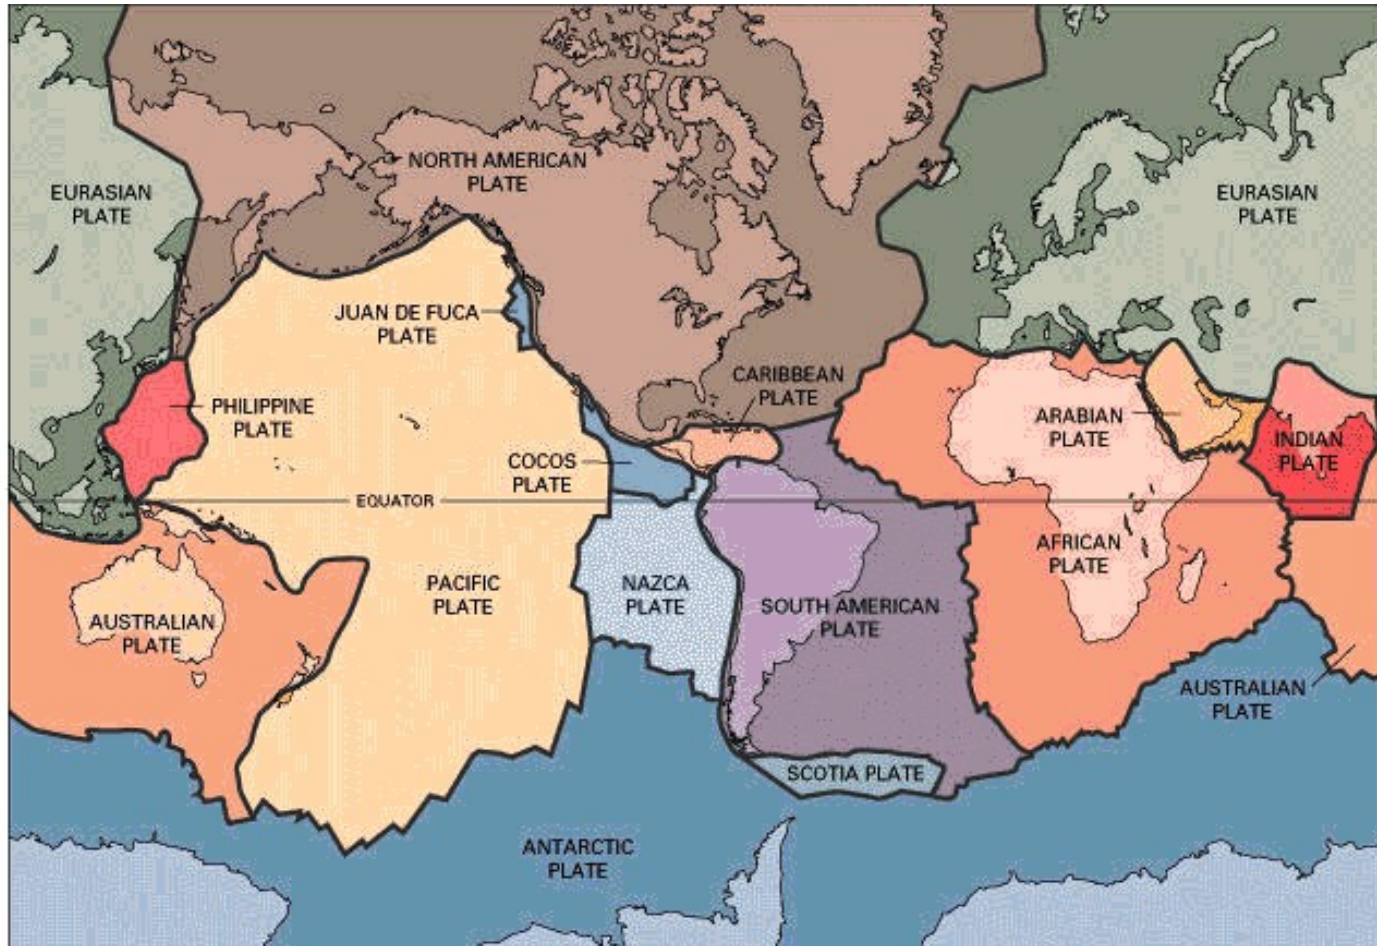 NORTH AMERICAN
PLATE
EURASIAN
PLATE
EURASIAN
PLATE
JUAN DE FUCA
PLATE
CARIBBEAN
PLATE
PHILIPPINE
PLATE
ARABIAN
PLATE
INDIAN
PLATE
COCOS
PLATE
EQUATOR
AFRICAN
PLATE
PACIFIC
PLATE
NAZCA
PLATE
SOUTH AMERICAN
PLATE
AUSTRALIAN
PLATE
AUSTRALIAN
PLATE
SCOTIA PLATE
ANTARCTIC
PLATE